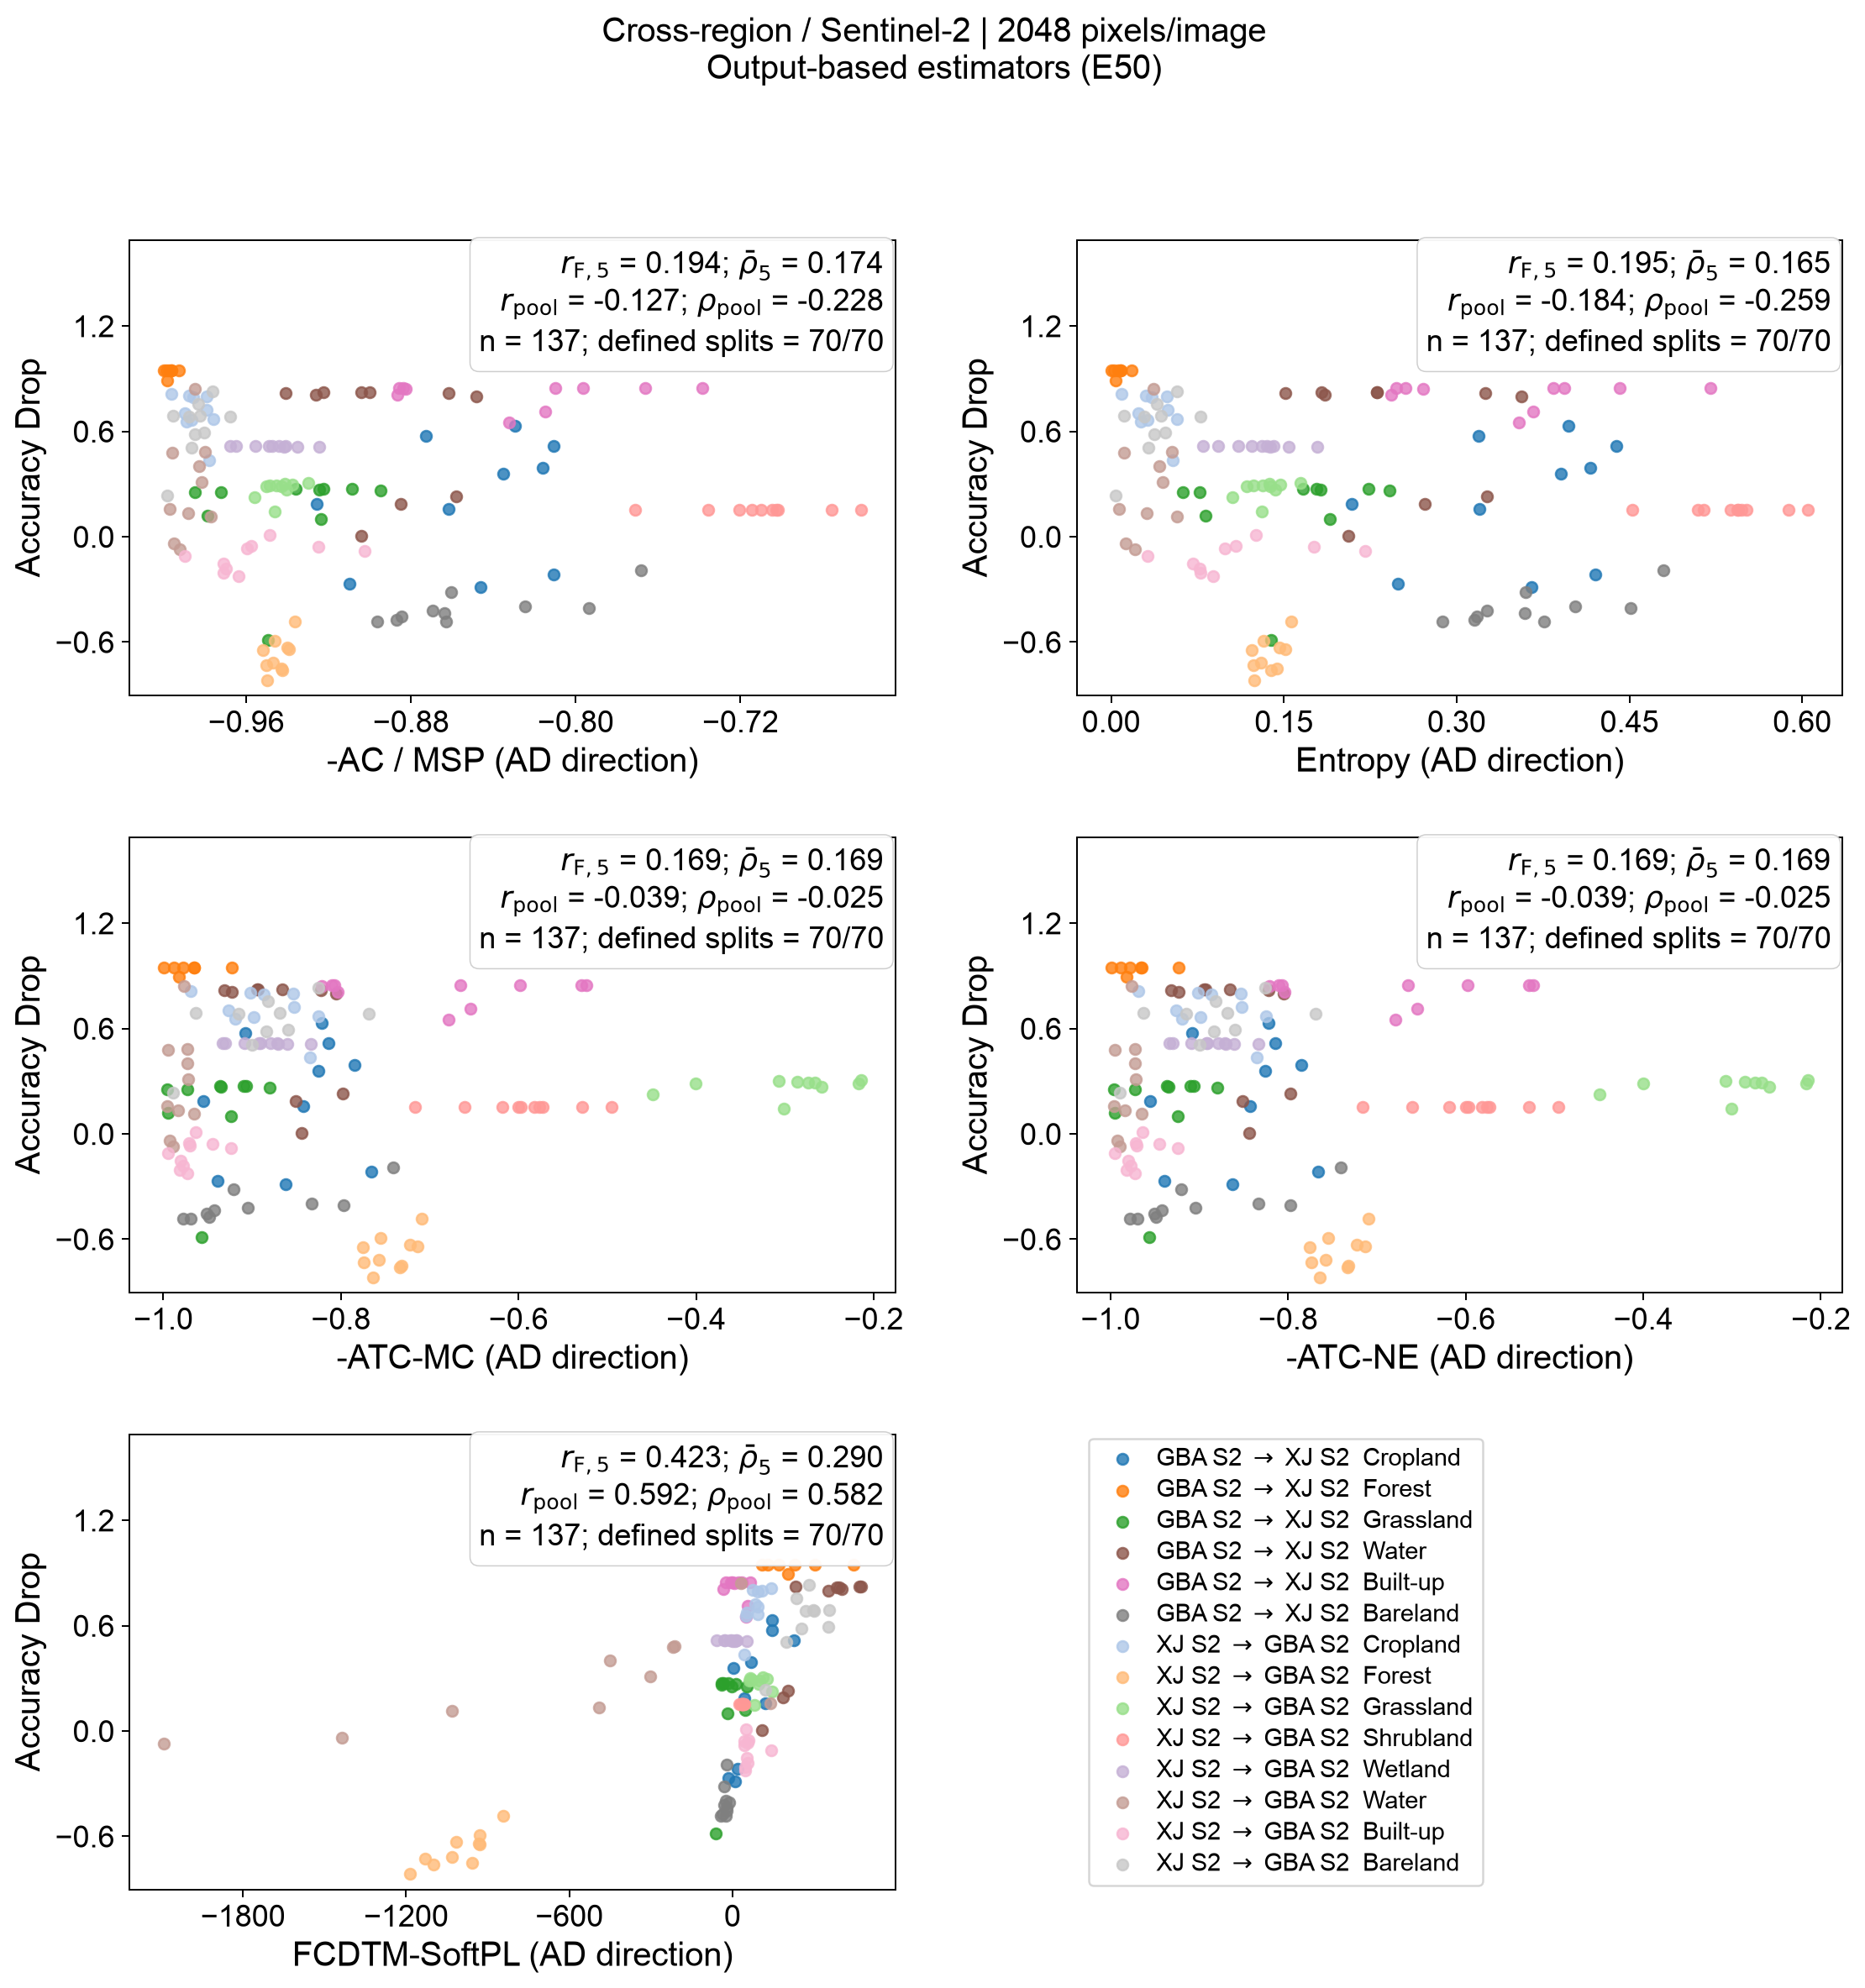 Cross-region / Sentinel-2 | 2048 pixels/image
Output-based estimators (E50)
r_F,5 = 0.194; ρ̄_5 = 0.174
r_pool = -0.127; ρ_pool = -0.228
n = 137; defined splits = 70/70
Accuracy Drop
1.2
0.6
0.0
−0.6
−0.96
−0.88
−0.80
−0.72
-AC / MSP (AD direction)
r_F,5 = 0.195; ρ̄_5 = 0.165
r_pool = -0.184; ρ_pool = -0.259
n = 137; defined splits = 70/70
Accuracy Drop
1.2
0.6
0.0
−0.6
0.00
0.15
0.30
0.45
0.60
Entropy (AD direction)
r_F,5 = 0.169; ρ̄_5 = 0.169
r_pool = -0.039; ρ_pool = -0.025
n = 137; defined splits = 70/70
Accuracy Drop
1.2
0.6
0.0
−0.6
−1.0
−0.8
−0.6
−0.4
−0.2
-ATC-MC (AD direction)
r_F,5 = 0.169; ρ̄_5 = 0.169
r_pool = -0.039; ρ_pool = -0.025
n = 137; defined splits = 70/70
Accuracy Drop
1.2
0.6
0.0
−0.6
−1.0
−0.8
−0.6
−0.4
−0.2
-ATC-NE (AD direction)
r_F,5 = 0.423; ρ̄_5 = 0.290
r_pool = 0.592; ρ_pool = 0.582
n = 137; defined splits = 70/70
Accuracy Drop
1.2
0.6
0.0
−0.6
−1800
−1200
−600
0
FCDTM-SoftPL (AD direction)
GBA S2 → XJ S2 Cropland
GBA S2 → XJ S2 Forest
GBA S2 → XJ S2 Grassland
GBA S2 → XJ S2 Water
GBA S2 → XJ S2 Built-up
GBA S2 → XJ S2 Bareland
XJ S2 → GBA S2 Cropland
XJ S2 → GBA S2 Forest
XJ S2 → GBA S2 Grassland
XJ S2 → GBA S2 Shrubland
XJ S2 → GBA S2 Wetland
XJ S2 → GBA S2 Water
XJ S2 → GBA S2 Built-up
XJ S2 → GBA S2 Bareland